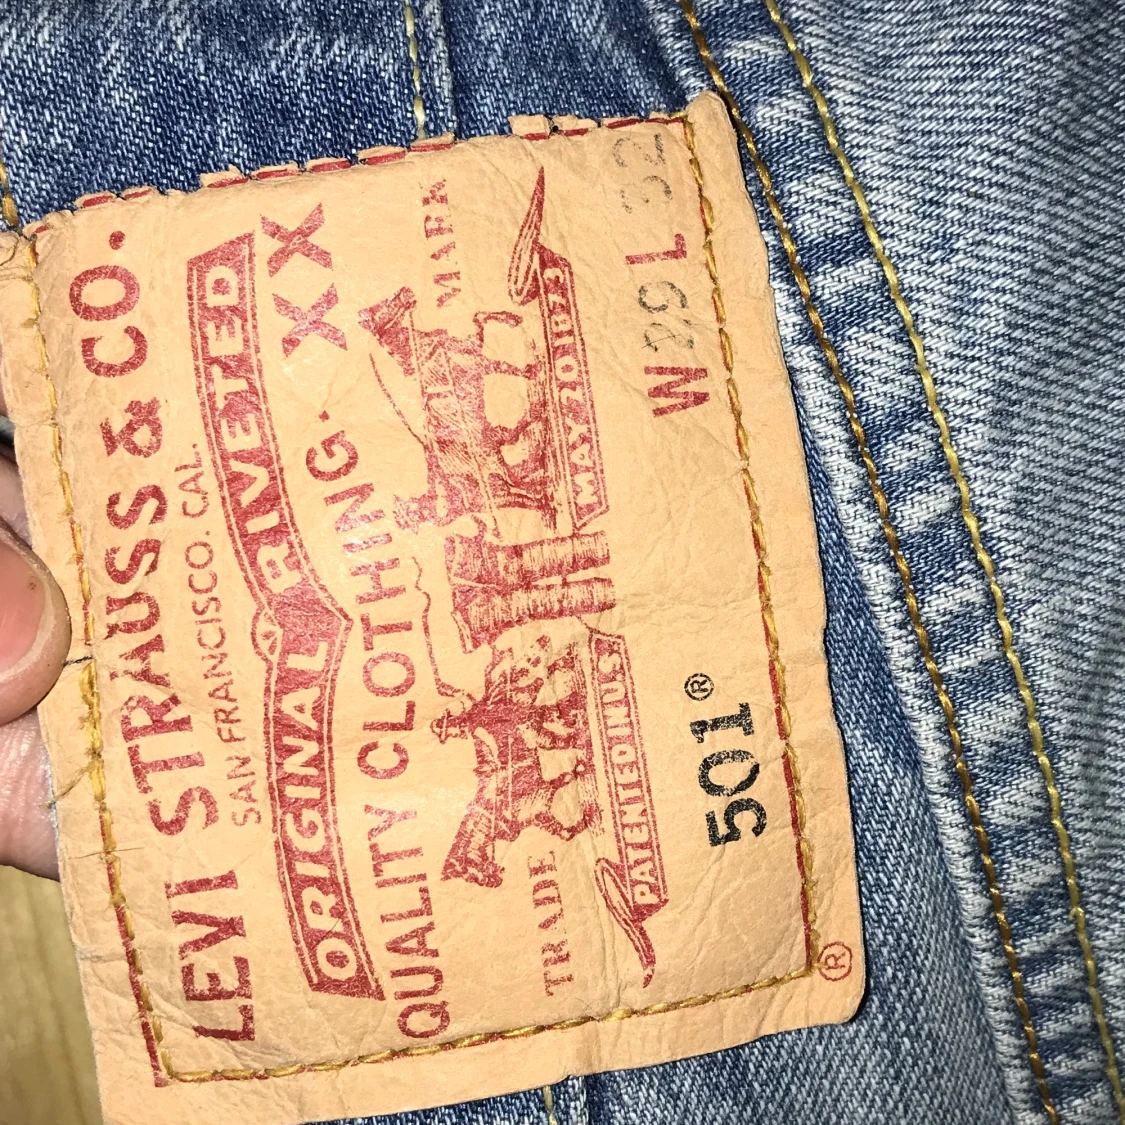 LEVI STRAUSS & CO.
SAN FRANCISCO. CAL.
ORIGINAL RIVETED
QUALITY CLOTHING.
XX
TRADE MARK
PATENTED IN U.S. MAY 20 1873
501® W 29 L 32
®